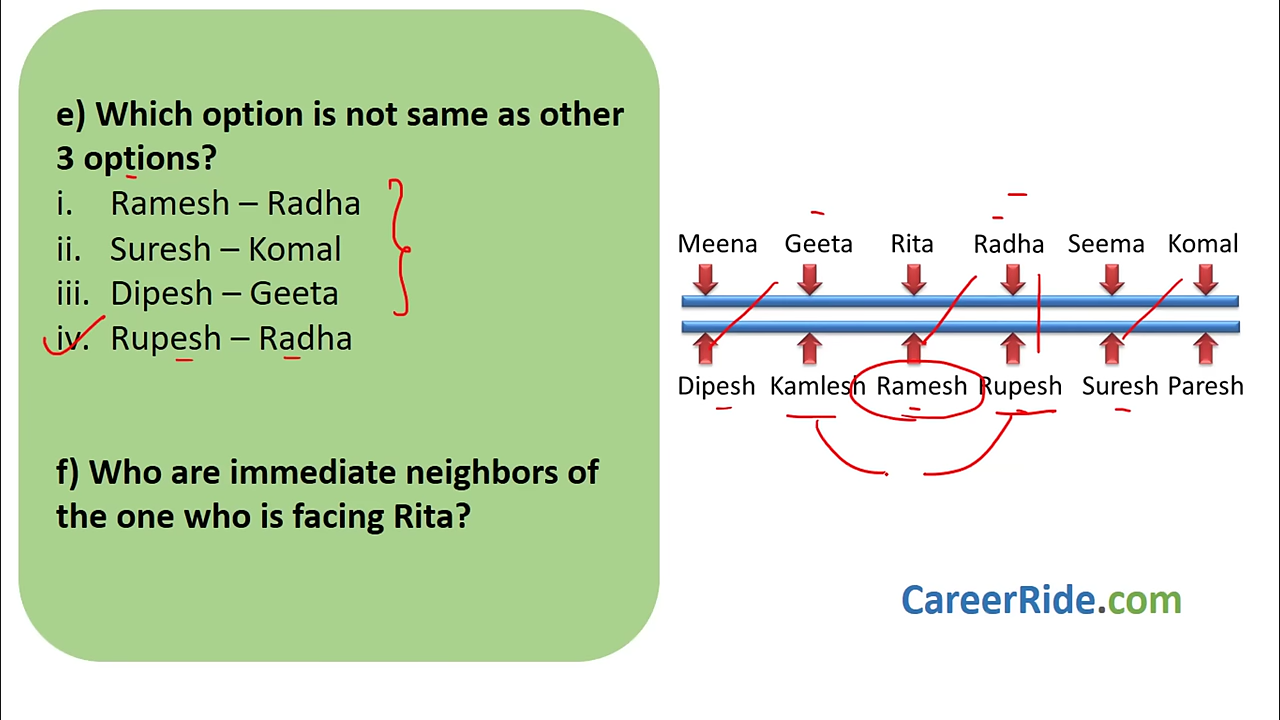 e) Which option is not same as other
3 options?
i. Ramesh – Radha
ii. Suresh – Komal
iii. Dipesh – Geeta
iv. Rupesh – Radha
f) Who are immediate neighbors of
the one who is facing Rita?
Meena Geeta Rita Radha Seema Komal
Dipesh Kamlesh Ramesh Rupesh Suresh Paresh
CareerRide.com